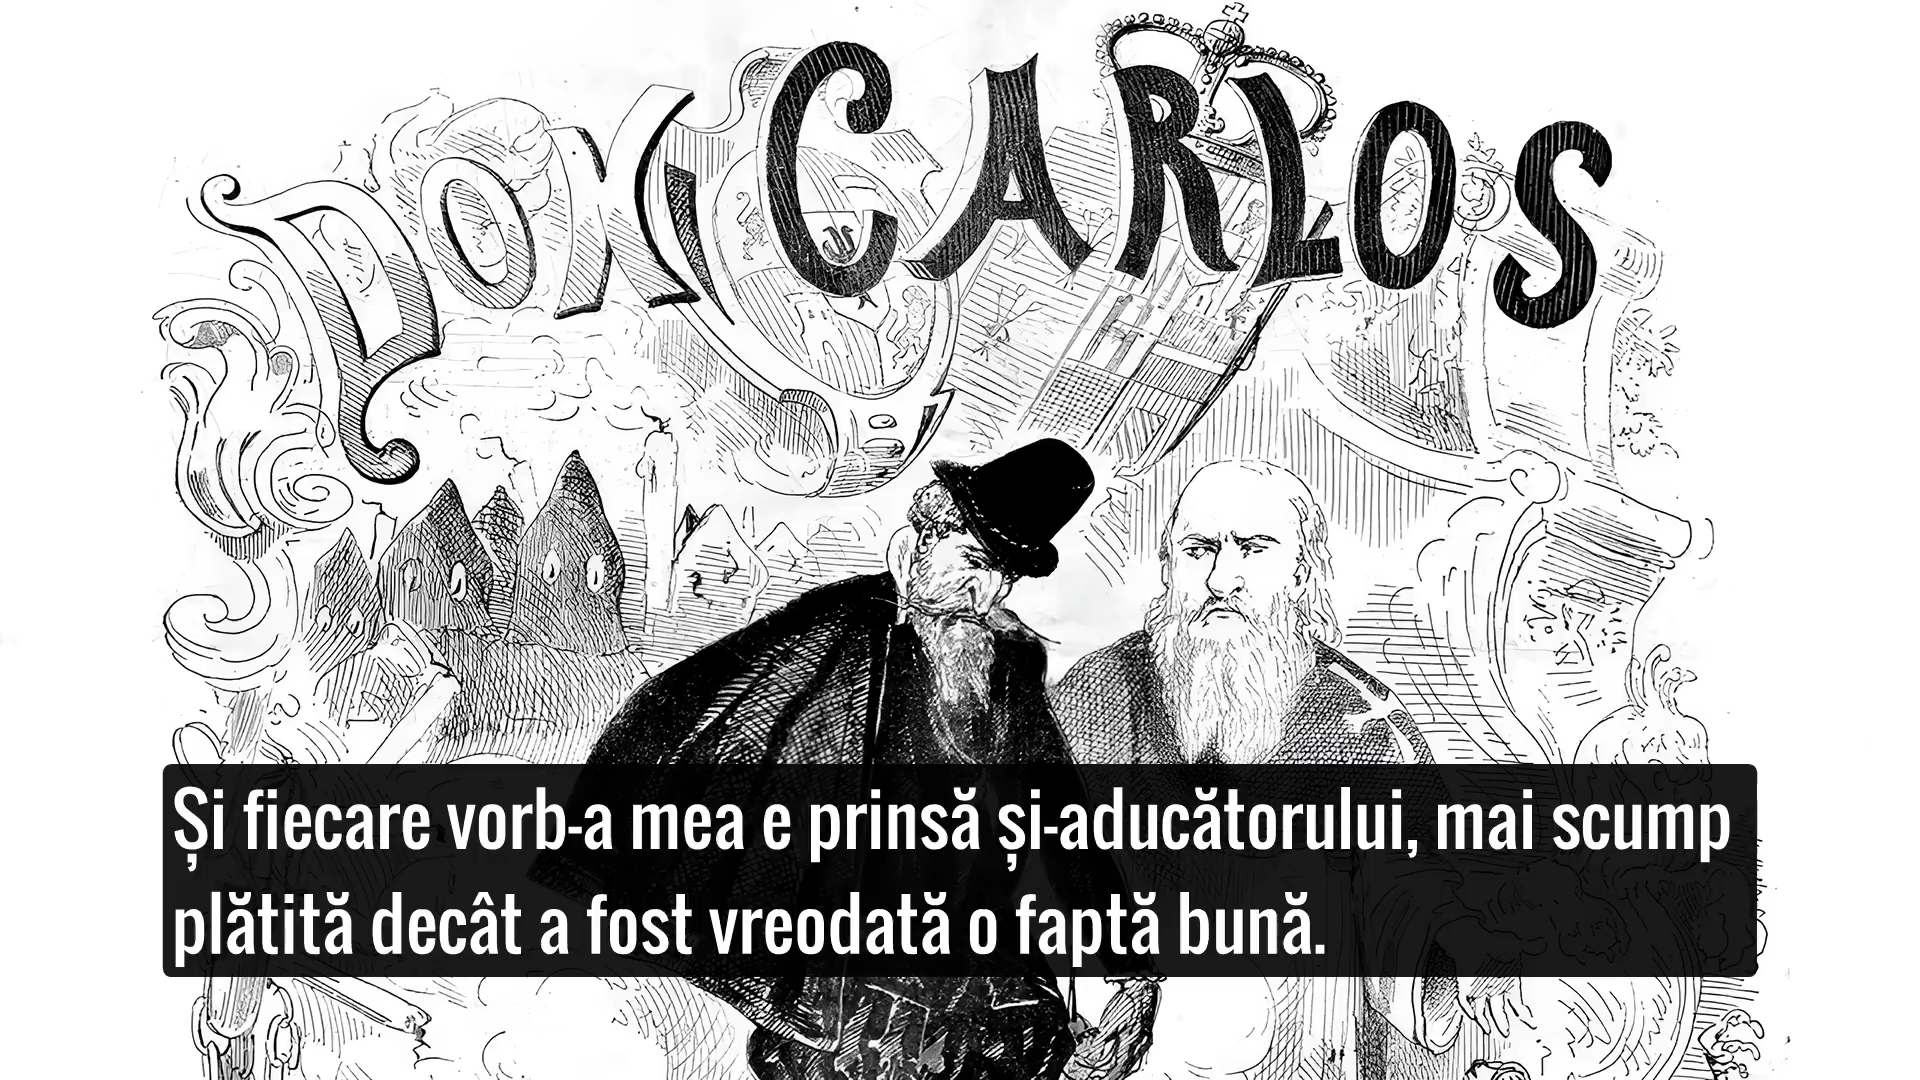 DON CARLOS
Și fiecare vorb-a mea e prinsă și-aducătorului, mai scump
plătită decât a fost vreodată o faptă bună.